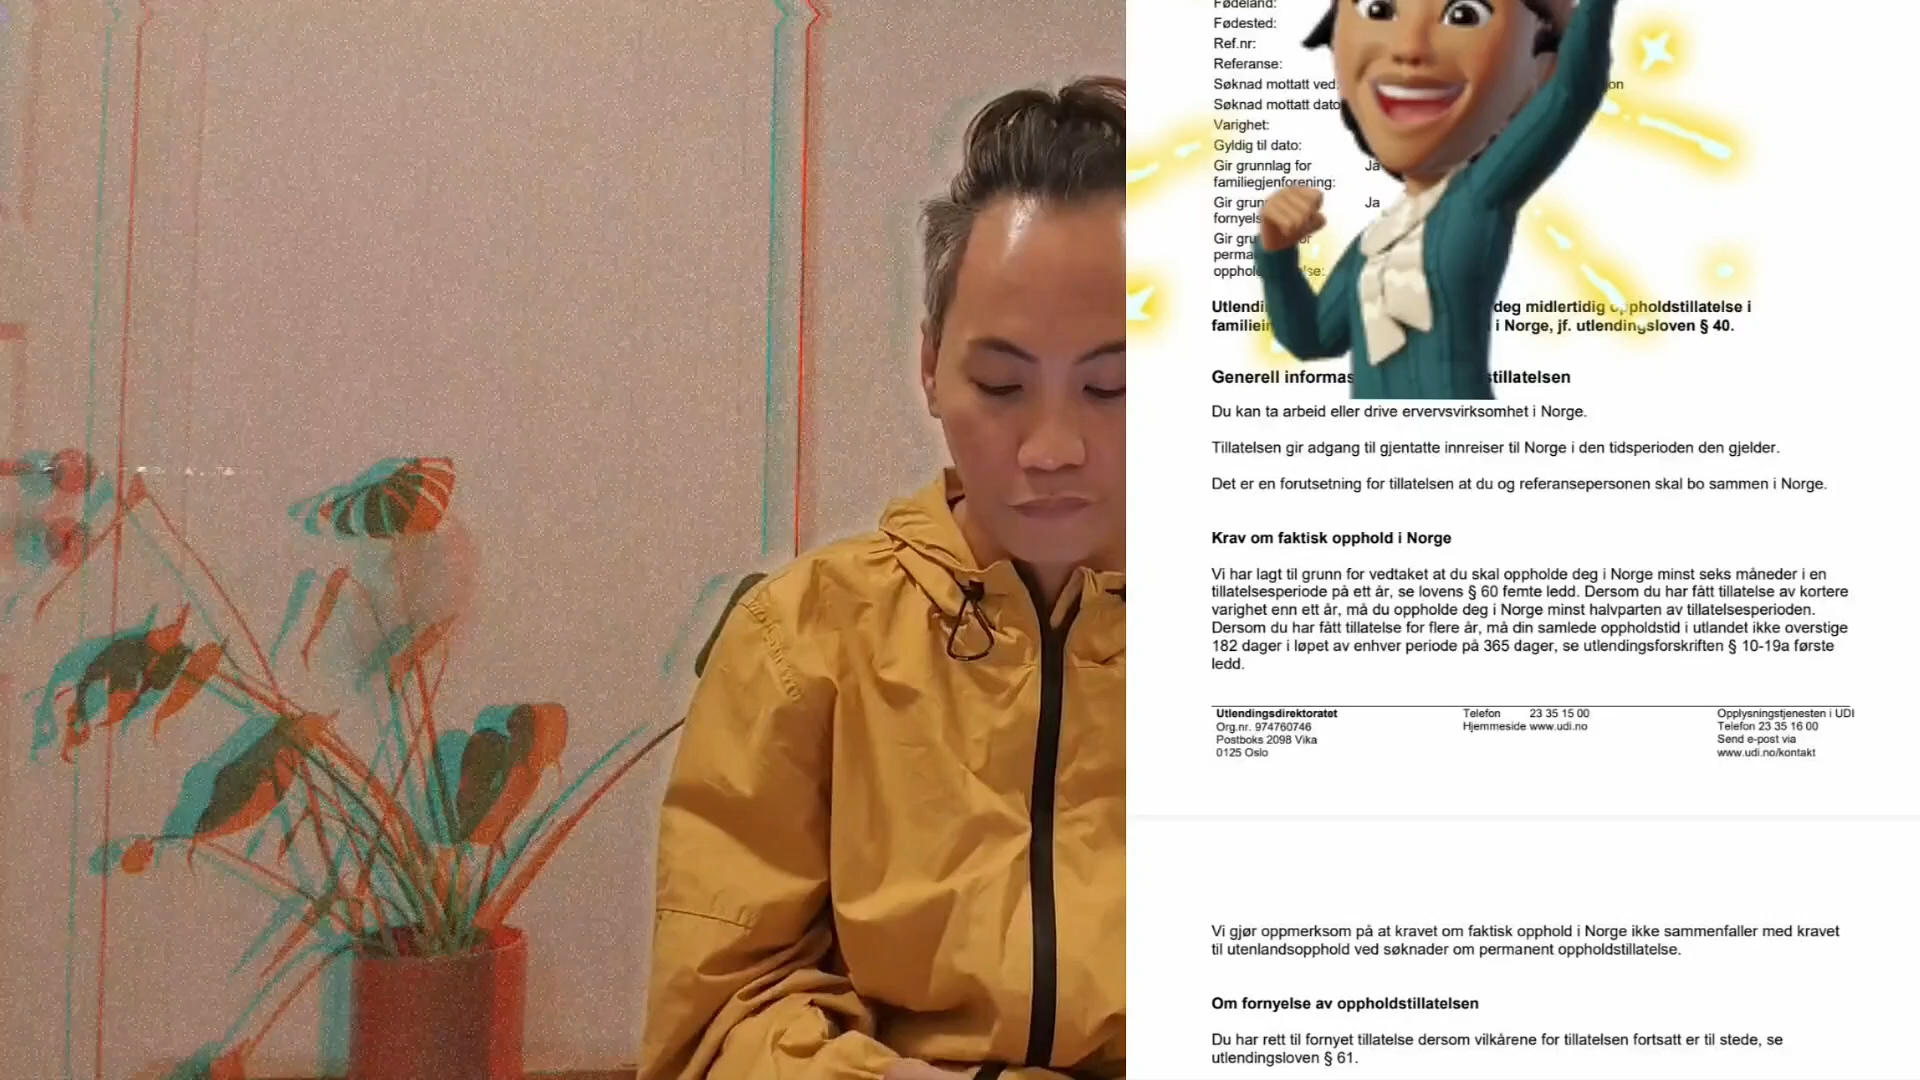 Fødeland:
Fødested:
Ref.nr:
Referanse:
Søknad mottatt ved:
Søknad mottatt dato
Varighet:
Gyldig til dato:
Gir grunnlag for Ja
familiegjenforening:
Gir Ja
Gir for
deg midlertidig oppholdstillatelse i
i Norge, jf. utlendingsloven § 40.
Generell
Du kan ta arbeid eller drive ervervsvirksomhet i Norge.
Tillatelsen gir adgang til gjentatte innreiser til Norge i den tidsperioden den gjelder.
Det er en forutsetning for tillatelsen at du og referansepersonen skal bo sammen i Norge.
Krav om faktisk opphold i Norge
Vi har lagt til grunn for vedtaket at du skal oppholde deg i Norge minst seks måneder i en
tillatelsesperiode på ett år, se lovens § 60 femte ledd. Dersom du har fått tillatelse av kortere
varighet enn ett år, må du oppholde deg i Norge minst halvparten av tillatelsesperioden.
Dersom du har fått tillatelse for flere år, må din samlede oppholdstid i utlandet ikke overstige
182 dager i løpet av enhver periode på 365 dager, se utlendingsforskriften § 10-19a første
ledd.
Utlendingsdirektoratet
Org.nr. 974760746
Postboks 2098 Vika
0125 Oslo
Telefon 23 35 15 00
Hjemmeside www.udi.no
Opplysningstjenesten i UDI
Telefon 23 35 16 00
Send e-post via
www.udi.no/kontakt
Vi gjør oppmerksom på at kravet om faktisk opphold i Norge ikke sammenfaller med kravet
til utenlandsopphold ved søknader om permanent oppholdstillatelse.
Om fornyelse av oppholdstillatelsen
Du har rett til fornyet tillatelse dersom vilkårene for tillatelsen fortsatt er til stede, se
utlendingsloven § 61.